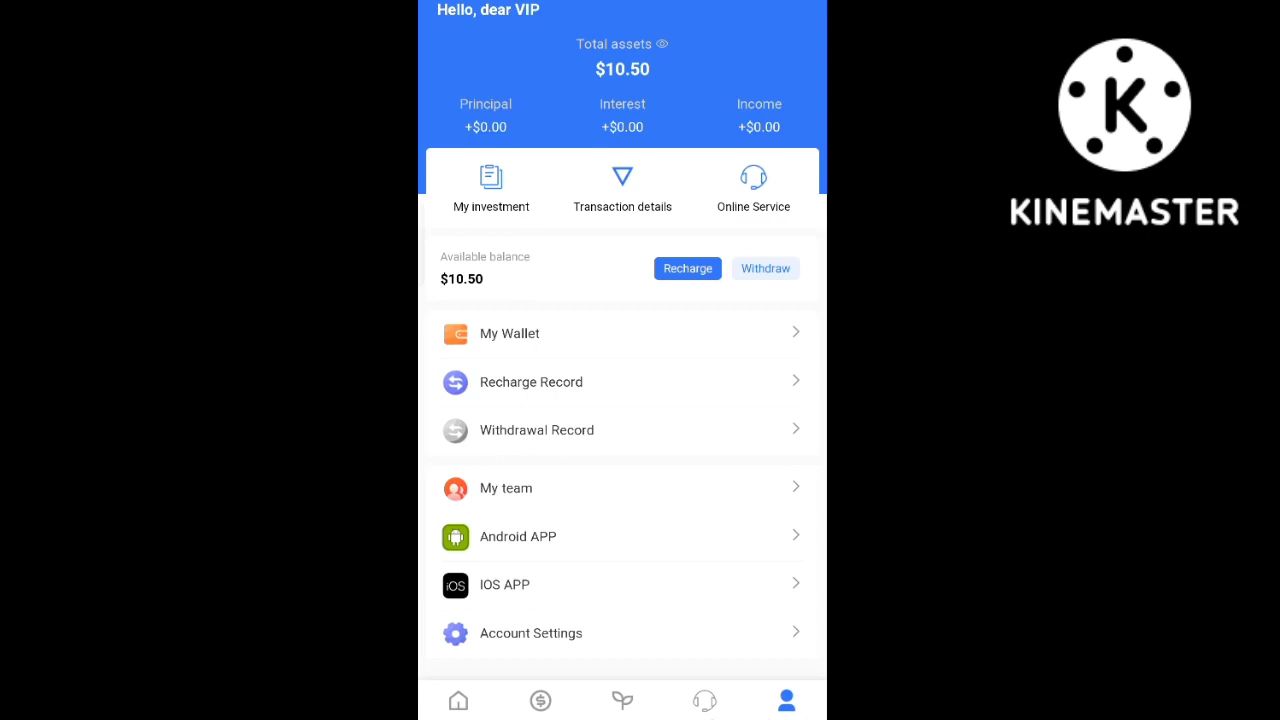 Hello, dear VIP
Total assets
$10.50
Principal Interest Income
+$0.00 +$0.00 +$0.00
My investment Transaction details Online Service
Available balance
$10.50
Recharge Withdraw
My Wallet
Recharge Record
Withdrawal Record
My team
Android APP
iOS IOS APP
Account Settings
K
KINEMASTER